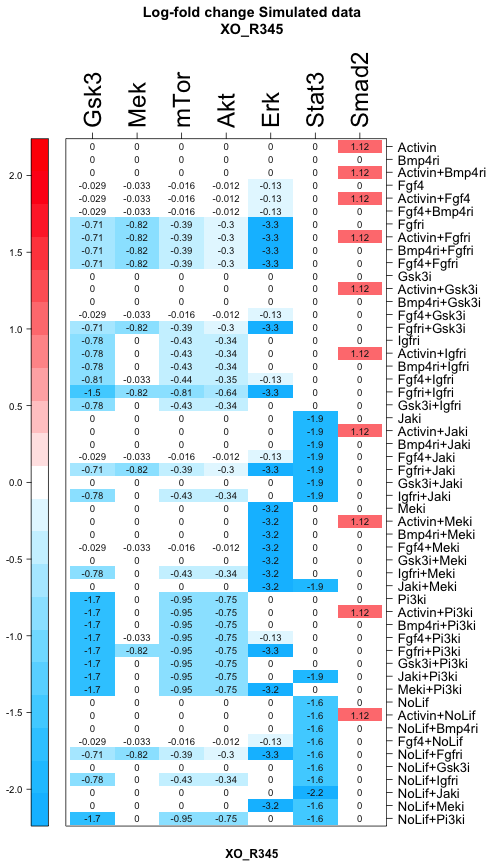 Log-fold change Simulated data
XO_R345
Gsk3 Mek mTor Akt Erk Stat3 Smad2
2.0
1.0
0.5
0.0
-0.5
-1.0
-1.5
-2.0
0 0 0 0 0 0 1.12 Activin
0 0 0 0 0 0 0 Bmp4ri
0 0 0 0 0 0 1.12 Activin+Bmp4ri
-0.029 -0.033 -0.016 -0.012 -0.13 0 0 Fgf4
-0.029 -0.033 -0.016 -0.012 -0.13 0 1.12 Activin+Fgf4
-0.029 -0.033 -0.016 -0.012 -0.13 0 0 Fgf4+Bmp4ri
-0.71 -0.82 -0.39 -0.3 -3.3 0 0 Fgfri
-0.71 -0.82 -0.39 -0.3 -3.3 0 1.12 Activin+Fgfri
-0.71 -0.82 -0.39 -0.3 -3.3 0 0 Bmp4ri+Fgfri
-0.71 -0.82 -0.39 -0.3 -3.3 0 0 Fgf4+Fgfri
0 0 0 0 0 0 0 Gsk3i
0 0 0 0 0 0 1.12 Activin+Gsk3i
0 0 0 0 0 0 0 Bmp4ri+Gsk3i
-0.029 -0.033 -0.016 -0.012 -0.13 0 0 Fgf4+Gsk3i
-0.71 -0.82 -0.39 -0.3 -3.3 0 0 Fgfri+Gsk3i
-0.78 0 -0.43 -0.34 0 0 0 Igfri
-0.78 0 -0.43 -0.34 0 0 1.12 Activin+Igfri
-0.78 0 -0.43 -0.34 0 0 0 Bmp4ri+Igfri
-0.81 -0.033 -0.44 -0.35 -0.13 0 0 Fgf4+Igfri
-1.5 -0.82 -0.81 -0.64 -3.3 0 0 Fgfri+Igfri
-0.78 0 -0.43 -0.34 0 0 0 Gsk3i+Igfri
0 0 0 0 0 -1.9 0 Jaki
0 0 0 0 0 -1.9 1.12 Activin+Jaki
0 0 0 0 0 -1.9 0 Bmp4ri+Jaki
-0.029 -0.033 -0.016 -0.012 -0.13 -1.9 0 Fgf4+Jaki
-0.71 -0.82 -0.39 -0.3 -3.3 -1.9 0 Fgfri+Jaki
0 0 0 0 0 -1.9 0 Gsk3i+Jaki
-0.78 0 -0.43 -0.34 0 -1.9 0 Igfri+Jaki
0 0 0 0 -3.2 0 0 Meki
0 0 0 0 -3.2 0 1.12 Activin+Meki
0 0 0 0 -3.2 0 0 Bmp4ri+Meki
-0.029 -0.033 -0.016 -0.012 -3.2 0 0 Fgf4+Meki
0 0 0 0 -3.2 0 0 Gsk3i+Meki
-0.78 0 -0.43 -0.34 -3.2 0 0 Igfri+Meki
0 0 0 0 -3.2 -1.9 0 Jaki+Meki
-1.7 0 -0.95 -0.75 0 0 0 Pi3ki
-1.7 0 -0.95 -0.75 0 0 1.12 Activin+Pi3ki
-1.7 0 -0.95 -0.75 0 0 0 Bmp4ri+Pi3ki
-1.7 -0.033 -0.95 -0.75 -0.13 0 0 Fgf4+Pi3ki
-1.7 -0.82 -0.95 -0.75 -3.3 0 0 Fgfri+Pi3ki
-1.7 0 -0.95 -0.75 0 0 0 Gsk3i+Pi3ki
-1.7 0 -0.95 -0.75 0 -1.9 0 Jaki+Pi3ki
-1.7 0 -0.95 -0.75 -3.2 0 0 Meki+Pi3ki
0 0 0 0 0 -1.6 0 NoLif
0 0 0 0 0 -1.6 1.12 Activin+NoLif
0 0 0 0 0 -1.6 0 NoLif+Bmp4ri
-0.029 -0.033 -0.016 -0.012 -0.13 -1.6 0 Fgf4+NoLif
-0.71 -0.82 -0.39 -0.3 -3.3 -1.6 0 NoLif+Fgfri
0 0 0 0 0 -1.6 0 NoLif+Gsk3i
-0.78 0 -0.43 -0.34 0 -1.6 0 NoLif+Igfri
0 0 0 0 0 -2.2 0 NoLif+Jaki
0 0 0 0 -3.2 -1.6 0 NoLif+Meki
-1.7 0 -0.95 -0.75 0 -1.6 0 NoLif+Pi3ki
XO_R345